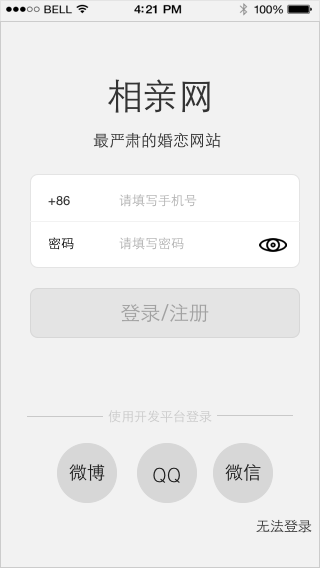 BELL 4:21 PM 100%
相亲网
最严肃的婚恋网站
+86 请填写手机号
密码 请填写密码
登录/注册
使用开发平台登录
微博 QQ 微信
无法登录